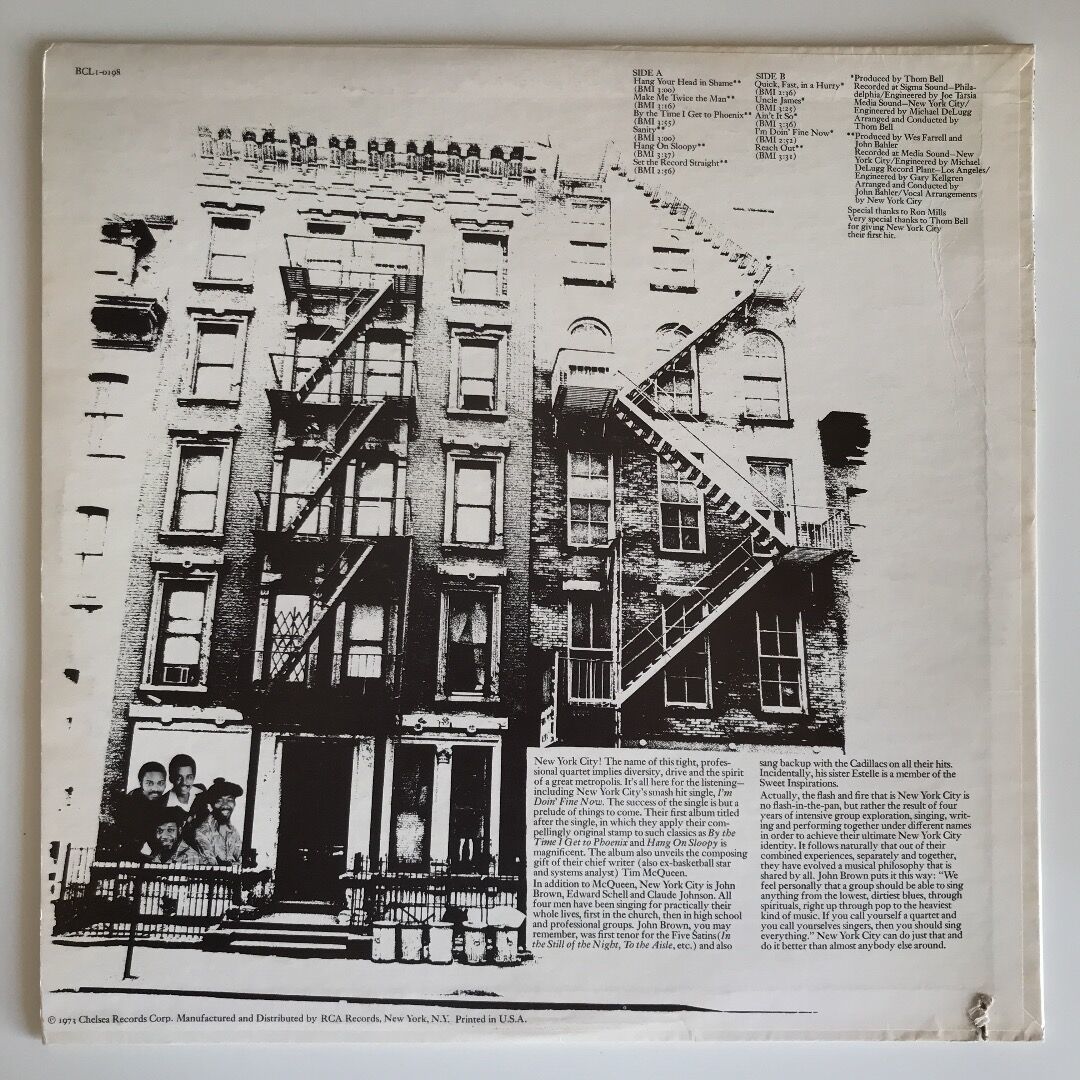 BCL1-0198
SIDE A
Hang Your Head in Shame**
(BMI 3:00)
Make Me Twice the Man**
(BMI 3:16)
By the Time I Get to Phoenix**
(BMI 3:55)
Sanity**
(BMI 3:00)
Hang On Sloopy**
(BMI 3:37)
Set the Record Straight**
(BMI 2:56)
SIDE B
Quick, Fast, in a Hurry*
(BMI 2:36)
Uncle James*
(BMI 3:25)
Ain't It So*
(BMI 3:36)
I'm Doin' Fine Now*
(BMI 2:52)
Reach Out**
(BMI 3:31)
*Produced by Thom Bell
Recorded at Sigma Sound—Phila-
delphia/Engineered by Joe Tarsia
Media Sound—New York City/
Engineered by Michael DeLugg
Arranged and Conducted by
Thom Bell
**Produced by Wes Farrell and
John Bahler
Recorded at Media Sound—New
York City/Engineered by Michael
DeLugg Record Plant—Los Angeles/
Engineered by Gary Kellgren
Arranged and Conducted by
John Bahler/Vocal Arrangements
by New York City
Special thanks to Ron Mills
Very special thanks to Thom Bell
for giving New York City
their first hit.
New York City! The name of this tight, profes-
sional quartet implies diversity, drive and the spirit
of a great metropolis. It's all here for the listening—
including New York City's smash hit single, I'm
Doin' Fine Now. The success of the single is but a
prelude of things to come. Their first album titled
after the single, in which they apply their com-
pellingly original stamp to such classics as By the
Time I Get to Phoenix and Hang On Sloopy is
magnificent. The album also unveils the composing
gift of their chief writer (also ex-basketball star
and systems analyst) Tim McQueen.
In addition to McQueen, New York City is John
Brown, Edward Schell and Claude Johnson. All
four men have been singing for practically their
whole lives, first in the church, then in high school
and professional groups. John Brown, you may
remember, was first tenor for the Five Satins (In
the Still of the Night, To the Aisle, etc.) and also
sang backup with the Cadillacs on all their hits.
Incidentally, his sister Estelle is a member of the
Sweet Inspirations.
Actually, the flash and fire that is New York City is
no flash-in-the-pan, but rather the result of four
years of intensive group exploration, singing, writ-
ing and performing together under different names
in order to achieve their ultimate New York City
identity. It follows naturally that out of their
combined experiences, separately and together,
they have evolved a musical philosophy that is
shared by all. John Brown puts it this way: "We
feel personally that a group should be able to sing
anything from the lowest, dirtiest blues, through
spirituals, right up through pop to the heaviest
kind of music. If you call yourself a quartet and
you call yourselves singers, then you should sing
everything." New York City can do just that and
do it better than almost anybody else around.
© 1973 Chelsea Records Corp. Manufactured and Distributed by RCA Records, New York, N.Y. Printed in U.S.A.